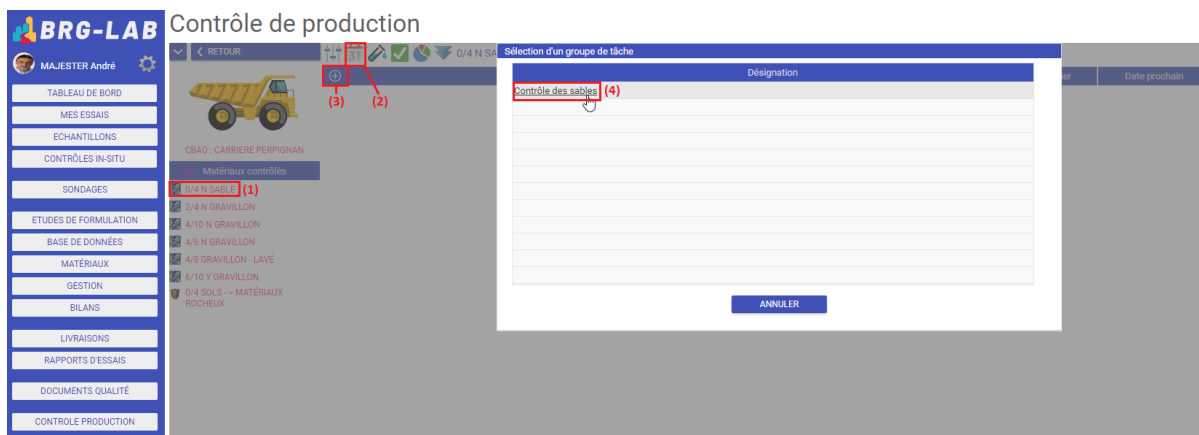 BRG-LAB
Contrôle de production
MAJESTER André
TABLEAU DE BORD
MES ESSAIS
ECHANTILLONS
CONTRÔLES IN-SITU
SONDAGES
ETUDES DE FORMULATION
BASE DE DONNÉES
MATÉRIAUX
GESTION
BILANS
LIVRAISONS
RAPPORTS D'ESSAIS
DOCUMENTS QUALITÉ
CONTROLE PRODUCTION
RETOUR
31
0/4 N SA
(3)
(2)
CBAO : CARRIERE PERPIGNAN
Matériaux contrôlés
0/4 N SABLE (1)
2/4 N GRAVILLON
4/10 N GRAVILLON
4/6 N GRAVILLON
4/8 GRAVILLON - LAVÉ
6/10 Y GRAVILLON
0/4 SOLS - > MATÉRIAUX
ROCHEUX
Sélection d'un groupe de tâche
Désignation
Contrôle des sables (4)
ANNULER
er
Date prochain